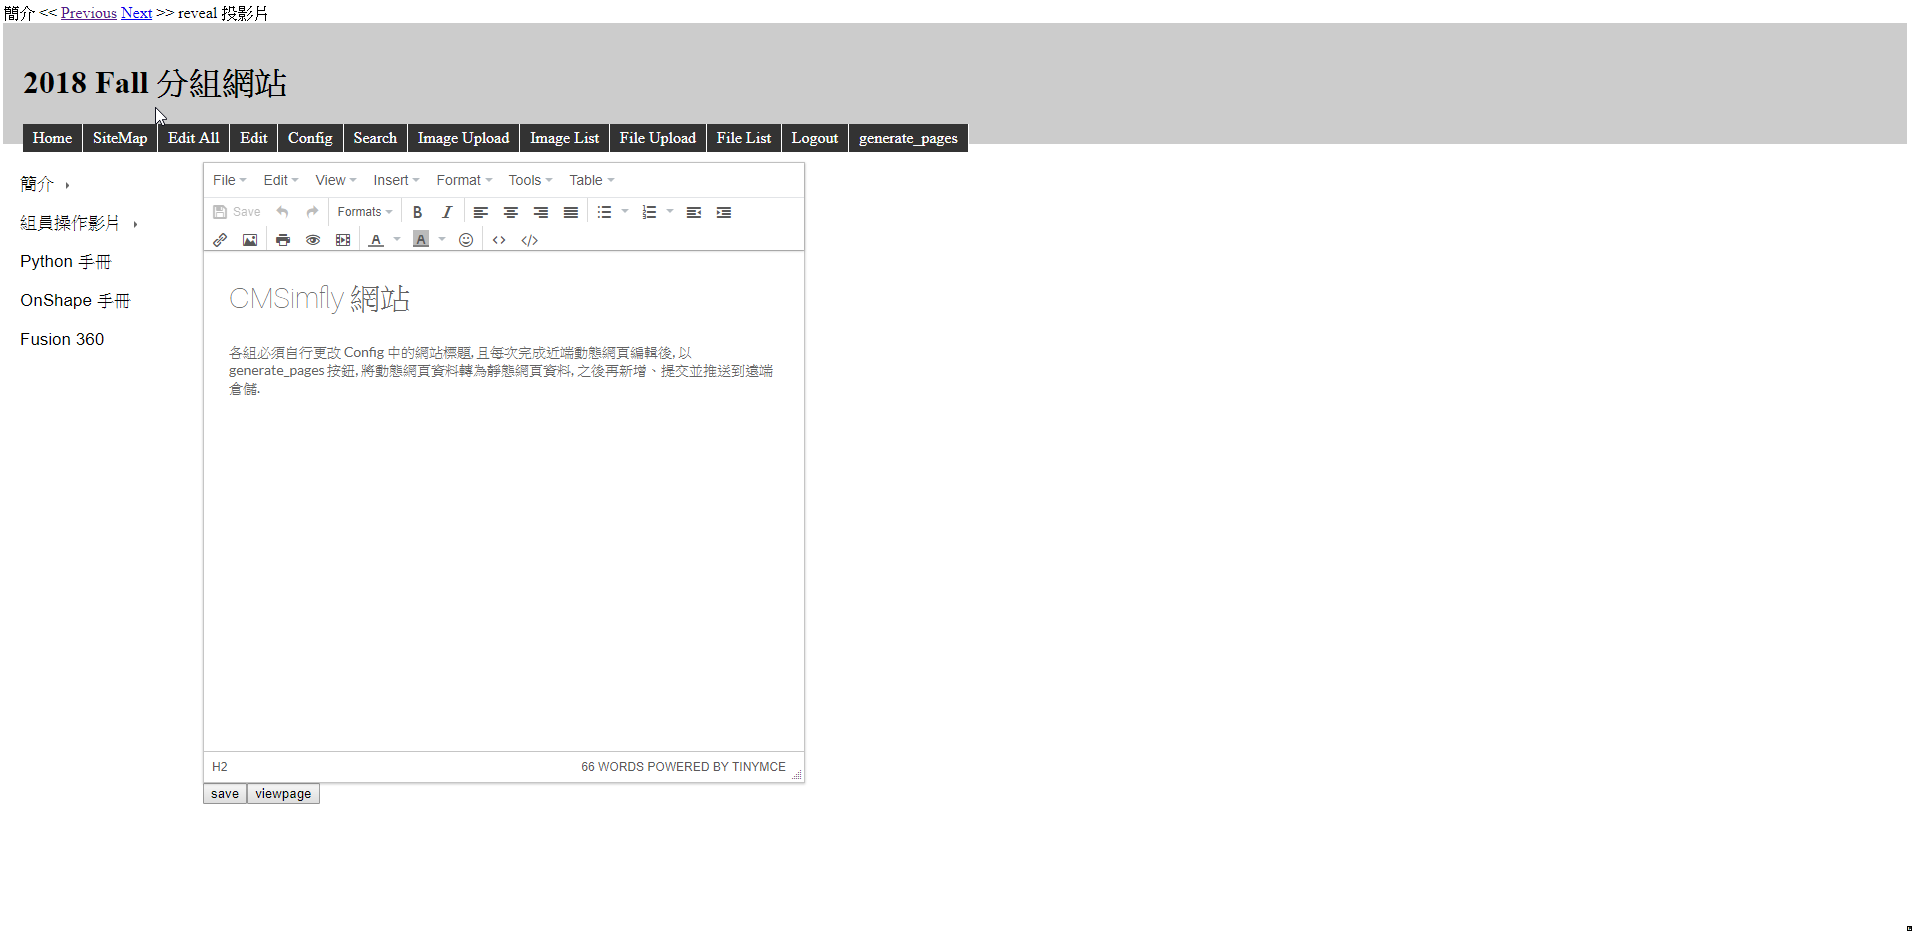 簡介 << Previous Next >> reveal 投影片
2018 Fall 分組網站
Home SiteMap Edit All Edit Config Search Image Upload Image List File Upload File List Logout generate_pages
簡介
組員操作影片
Python 手冊
OnShape 手冊
Fusion 360
File Edit View Insert Format Tools Table
Save Formats B I
A A
CMSimfly 網站
各組必須自行更改 Config 中的網站標題, 且每次完成近端動態網頁編輯後, 以
generate_pages 按鈕, 將動態網頁資料轉為靜態網頁資料, 之後再新增、提交並推送到遠端
倉儲.
H2 66 WORDS POWERED BY TINYMCE
save viewpage